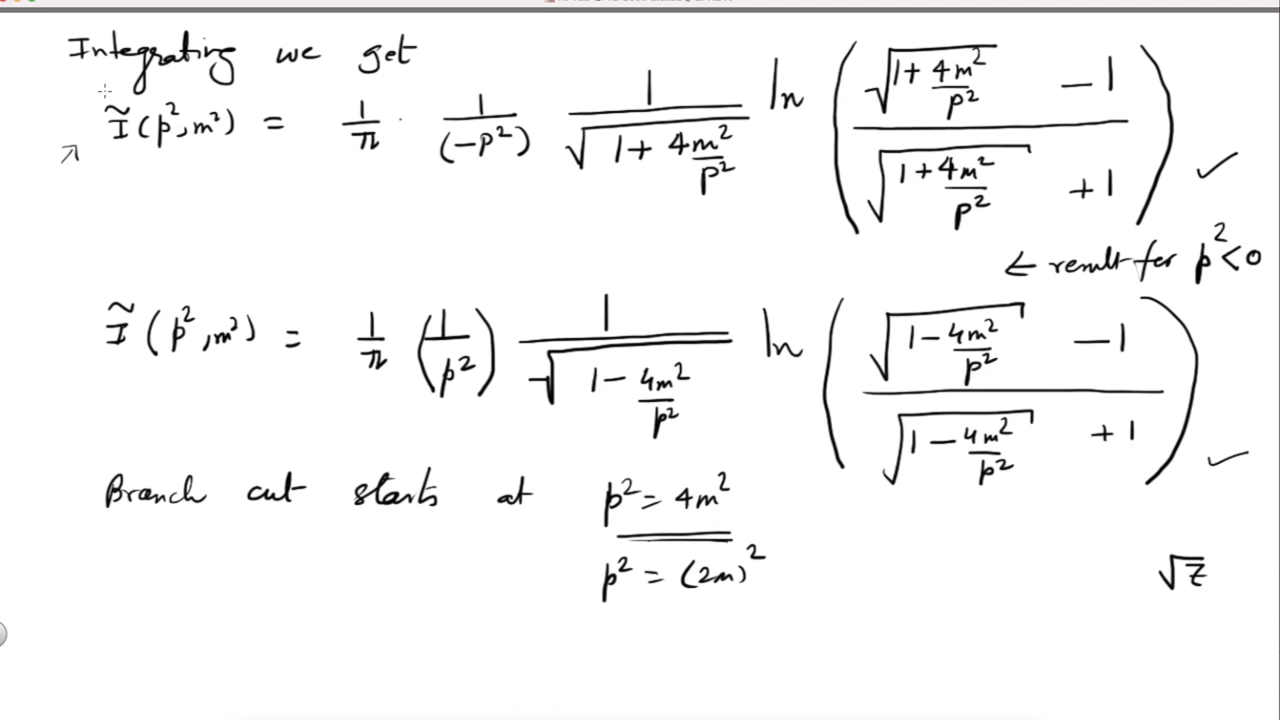 Integrating we get
Ĩ(p², m²) = 1/π · 1/(-p²) 1/√(1 + 4m²/p²) ln ( (√(1 + 4m²/p²) - 1) / (√(1 + 4m²/p²) + 1) ) ✓
← result for p² < 0
Ĩ(p², m²) = 1/π (1/p²) 1/√(1 - 4m²/p²) ln ( (√(1 - 4m²/p²) - 1) / (√(1 - 4m²/p²) + 1) ) ✓
Branch cut starts at p² = 4m²
p² = (2m)²
√z